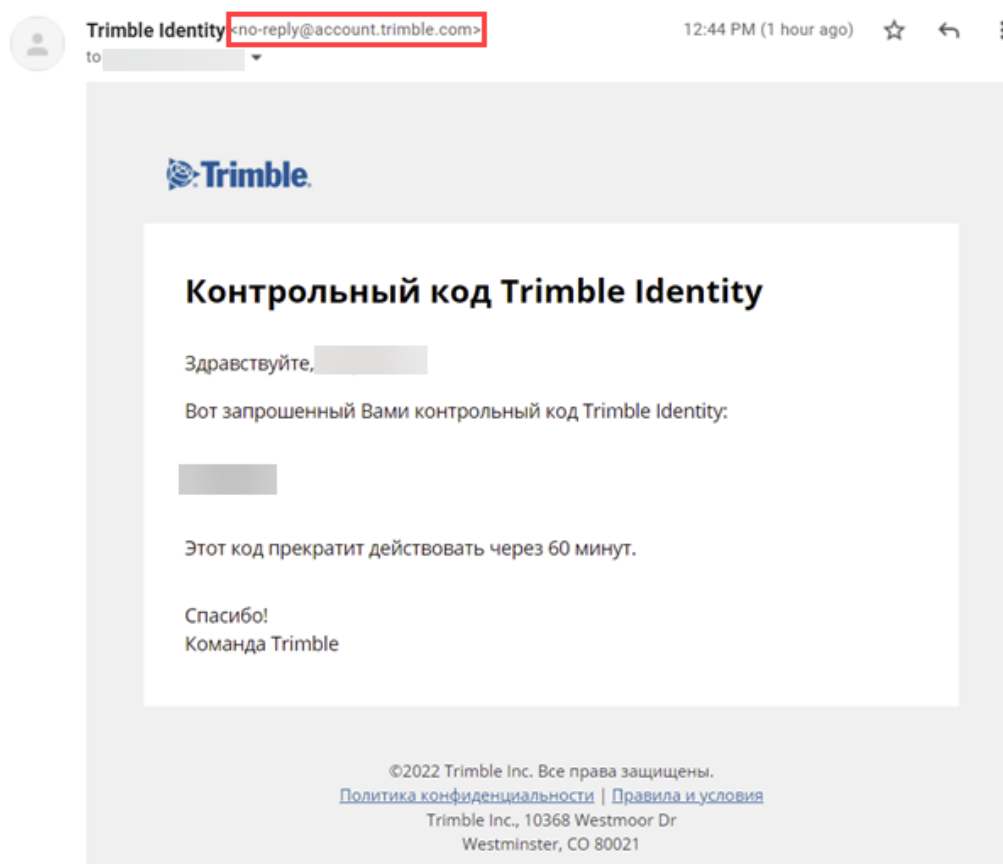 Trimble Identity <no-reply@account.trimble.com> 12:44 PM (1 hour ago)
to
Trimble.
Контрольный код Trimble Identity
Здравствуйте,
Вот запрошенный Вами контрольный код Trimble Identity:
Этот код прекратит действовать через 60 минут.
Спасибо!
Команда Trimble
©2022 Trimble Inc. Все права защищены.
Политика конфиденциальности | Правила и условия
Trimble Inc., 10368 Westmoor Dr
Westminster, CO 80021